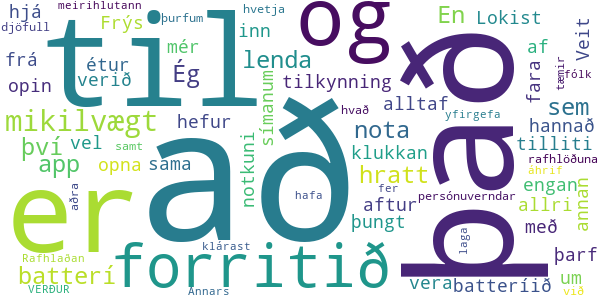 hjá
meirihlutann
djöfull
Frýs
þurfum
hvetja
og
En
Lokist
Veit
frá
étur
mér
inn
til
opin
verið
Ég
lenda
það
af
tæmir
fólk
fara
tilkynning
alltaf
sem
mikilvægt
hefur
símanum
hvað
yfirgefa
nota
hannað
tilliti
því
vel
samt
að
klukkan
rafhlöðuna
app
opna
sama
notkuni
hratt
engan
áhrif
er
aðra
hafa
fer
persónuverndar
allri
annan
aftur
þungt
laga
með
forritið
klárast
Rafhlaðan
batterí
þarf
VERÐUR
Annars
vera
batteríið
um
við